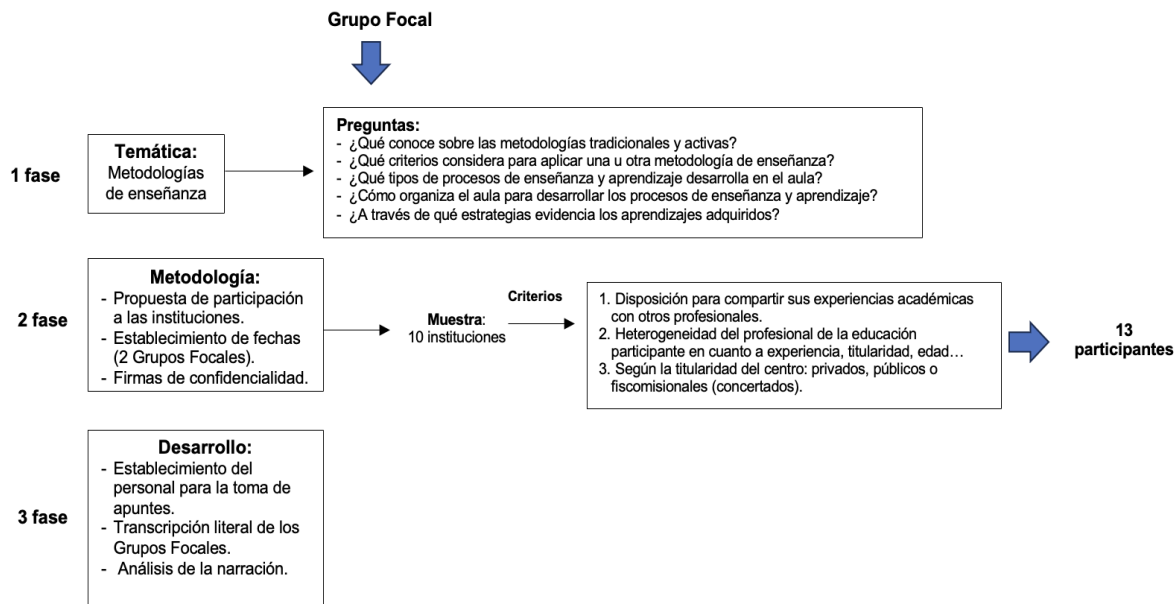 Grupo Focal
1 fase
Temática:
Metodologías
de enseñanza
Preguntas:
- ¿Qué conoce sobre las metodologías tradicionales y activas?
- ¿Qué criterios considera para aplicar una u otra metodología de enseñanza?
- ¿Qué tipos de procesos de enseñanza y aprendizaje desarrolla en el aula?
- ¿Cómo organiza el aula para desarrollar los procesos de enseñanza y aprendizaje?
- ¿A través de qué estrategias evidencia los aprendizajes adquiridos?
2 fase
Metodología:
- Propuesta de participación
a las instituciones.
- Establecimiento de fechas
(2 Grupos Focales).
- Firmas de confidencialidad.
Muestra:
10 instituciones
Criterios
1. Disposición para compartir sus experiencias académicas
con otros profesionales.
2. Heterogeneidad del profesional de la educación
participante en cuanto a experiencia, titularidad, edad…
3. Según la titularidad del centro: privados, públicos o
fiscomisionales (concertados).
13
participantes
3 fase
Desarrollo:
- Establecimiento del
personal para la toma de
apuntes.
- Transcripción literal de los
Grupos Focales.
- Análisis de la narración.